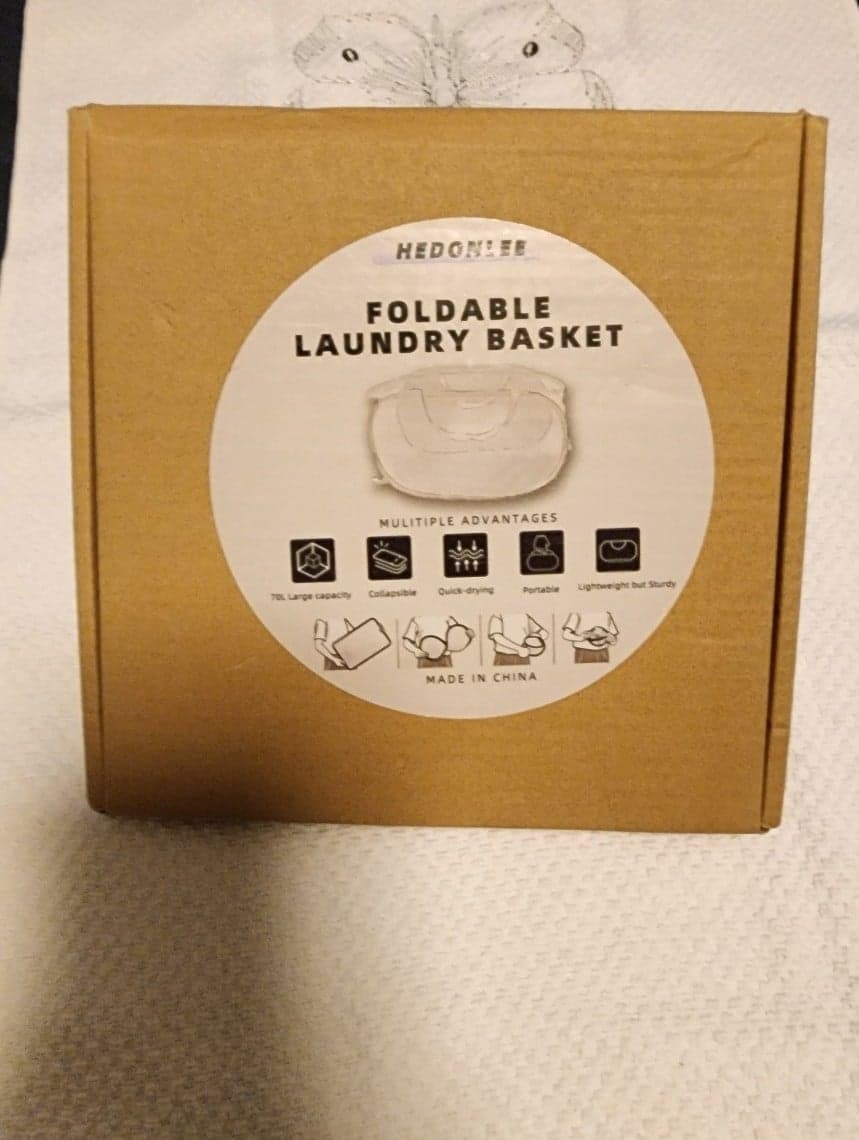 HEDONLEE
FOLDABLE
LAUNDRY BASKET
MULITIPLE ADVANTAGES
70L Large capacity Collapsible Quick-drying Portable Lightweight but Sturdy
MADE IN CHINA